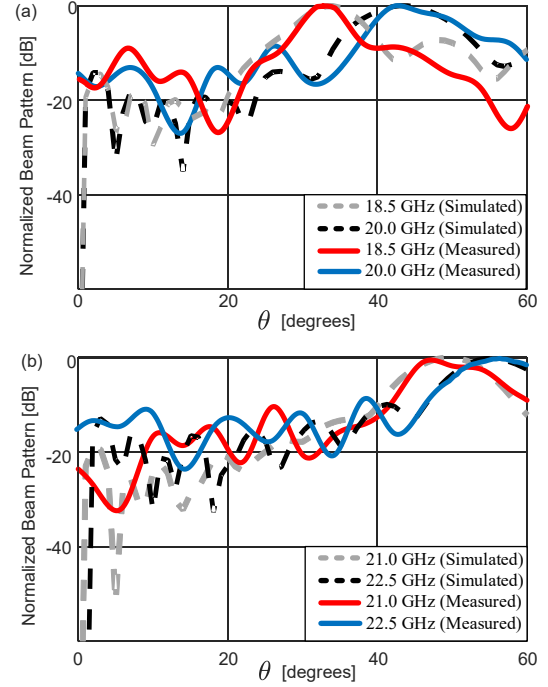 (a)
0
-20
-40
Normalized Beam Pattern [dB]
18.5 GHz (Simulated)
20.0 GHz (Simulated)
18.5 GHz (Measured)
20.0 GHz (Measured)
0 20 40 60
θ [degrees]
(b)
0
-20
-40
Normalized Beam Pattern [dB]
21.0 GHz (Simulated)
22.5 GHz (Simulated)
21.0 GHz (Measured)
22.5 GHz (Measured)
0 20 40 60
θ [degrees]